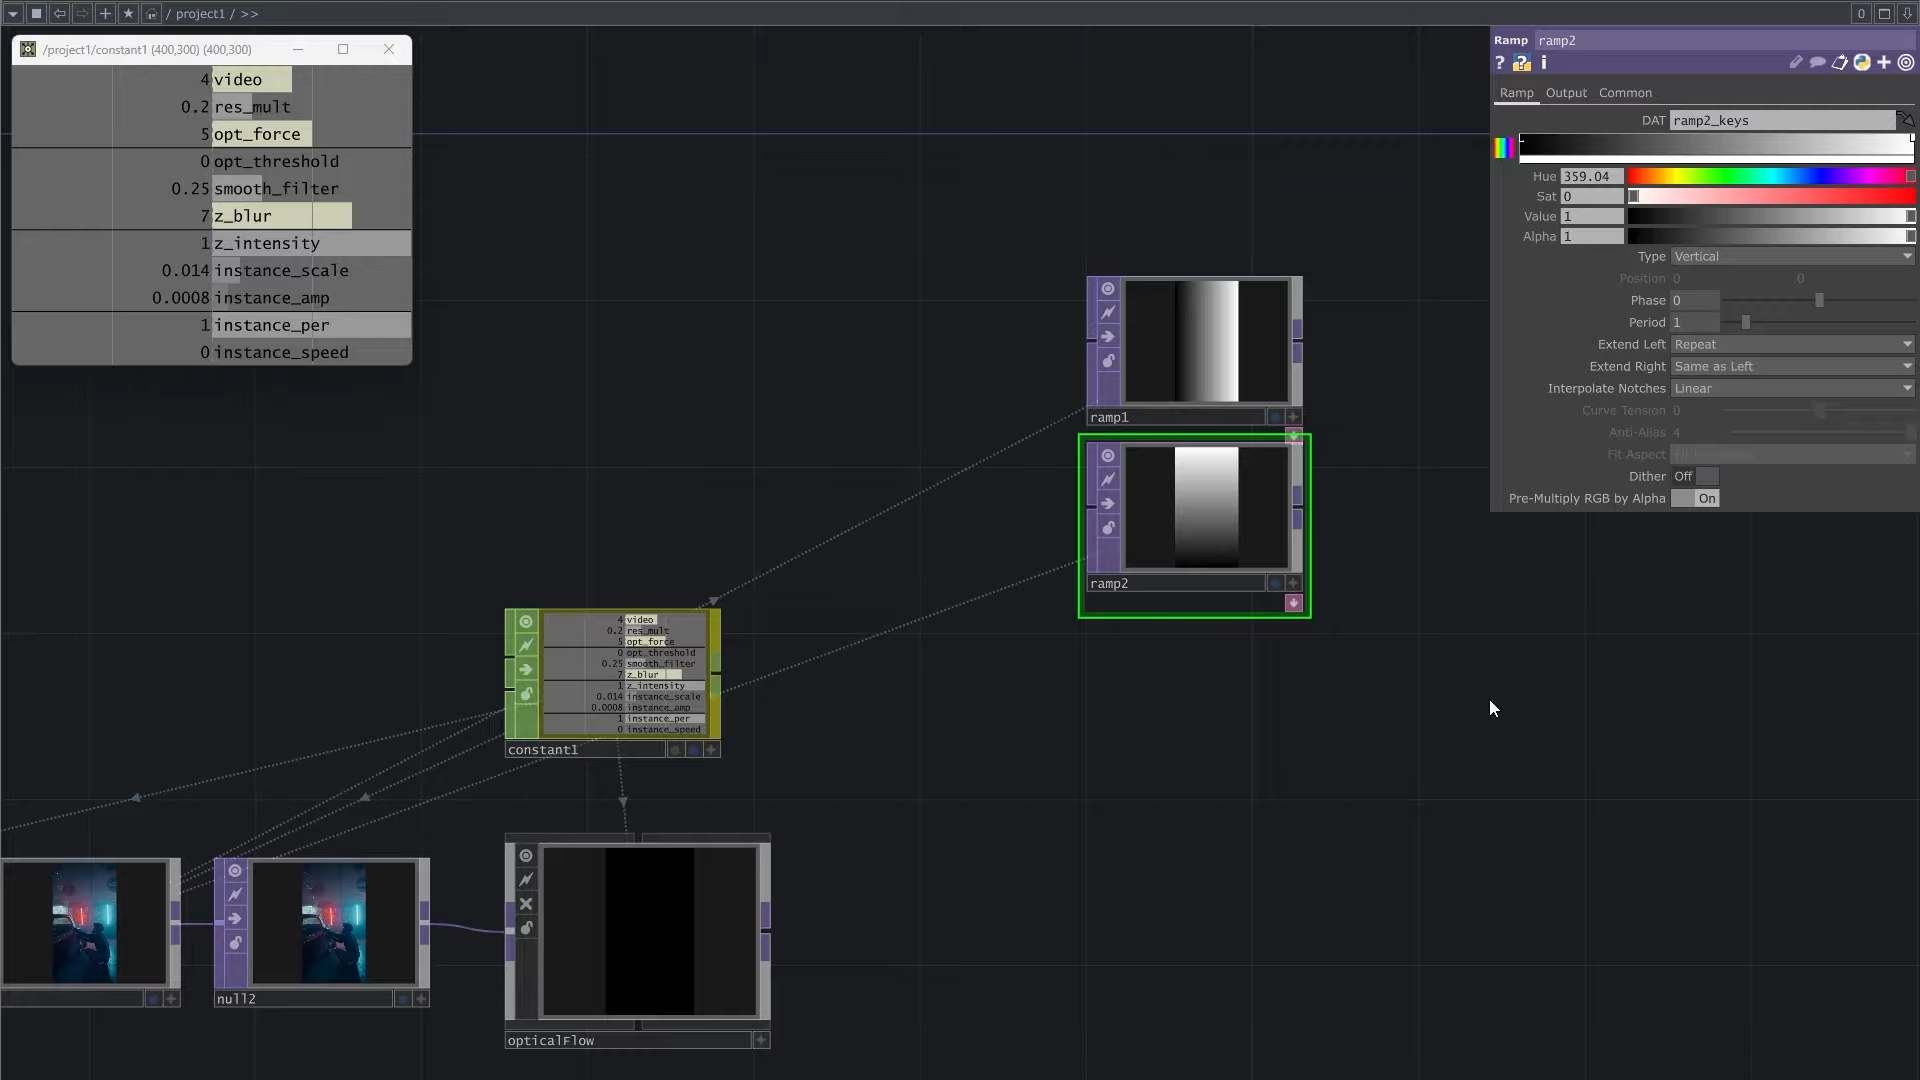 / project1 / >>
0
/project1/constant1 (400,300) (400,300)
4 video
0.2 res_mult
5 opt_force
0 opt_threshold
0.25 smooth_filter
7 z_blur
1 z_intensity
0.014 instance_scale
0.0008 instance_amp
1 instance_per
0 instance_speed
Ramp ramp2
? ? i
Ramp Output Common
DAT ramp2_keys
Hue 359.04
Sat 0
Value 1
Alpha 1
Type Vertical
Position 0 0
Phase 0
Period 1
Extend Left Repeat
Extend Right Same as Left
Interpolate Notches Linear
Curve Tension 0
Anti-Alias 4
Fit Aspect
Dither Off
Pre-Multiply RGB by Alpha On
ramp1
ramp2
4 video
0.2 res_mult
5 opt_force
0 opt_threshold
0.25 smooth_filter
7 z_blur
1 z_intensity
0.014 instance_scale
0.0008 instance_amp
1 instance_per
0 instance_speed
constant1
null2
opticalFlow